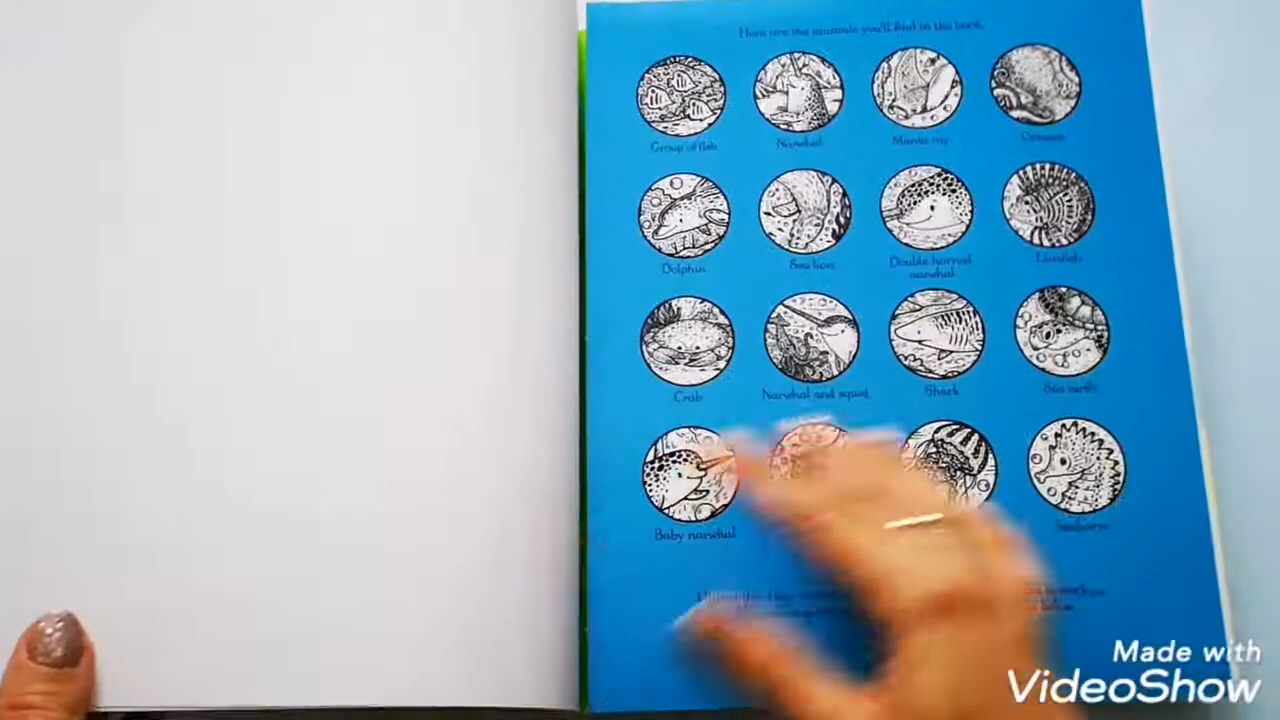 Here are the animals you'll find in the book.
Group of fish
Narwhal
Manta ray
Octopus
Dolphin
Sea lion
Double horned
narwhal
Lionfish
Crab
Narwhal and squid
Shark
Sea turtle
Baby narwhal
Seahorse
Made with
VideoShow